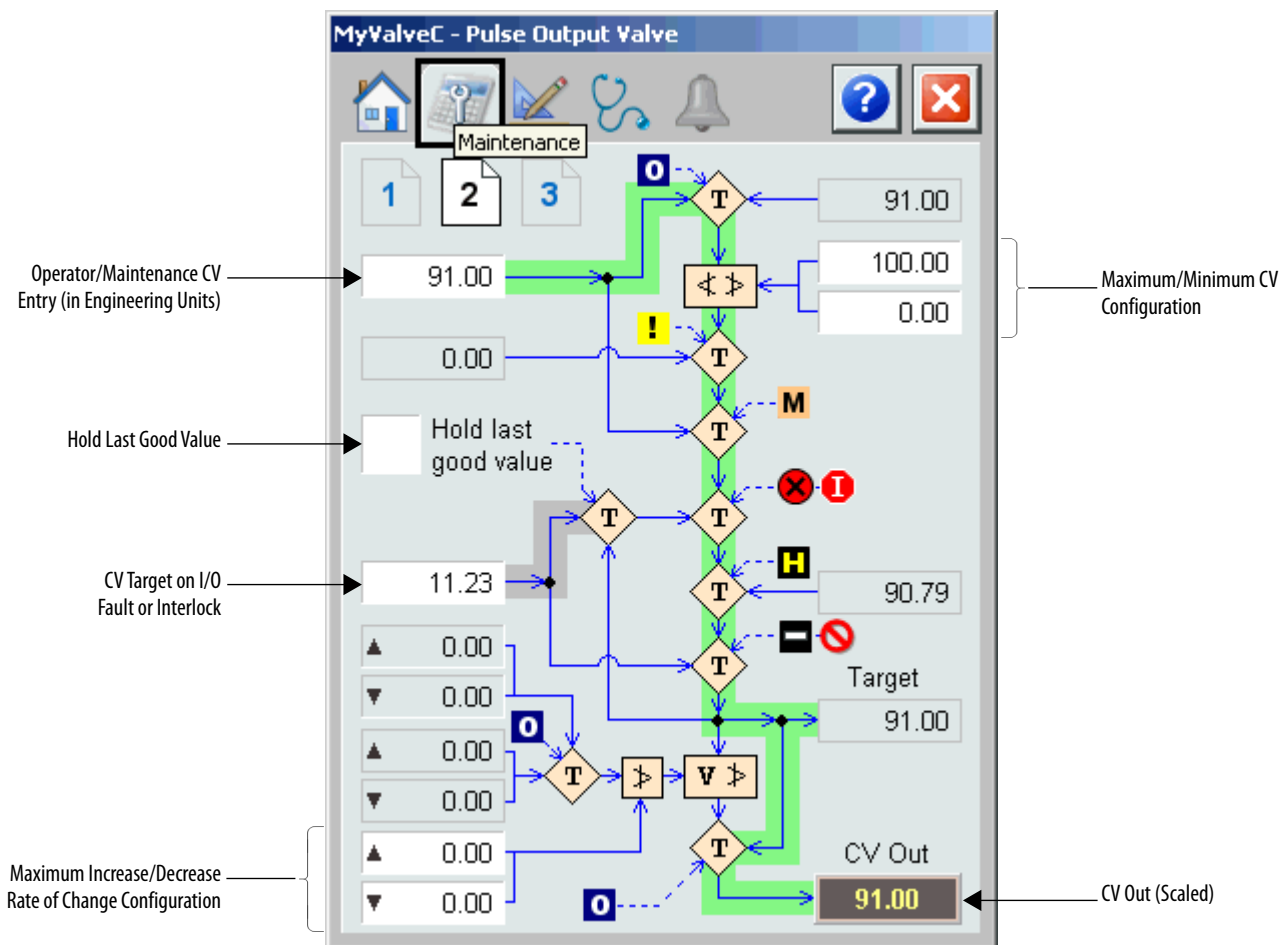 MyValveC - Pulse Output Valve
?
Maintenance
1
2
3
O
T
91.00
Operator/Maintenance CV
Entry (in Engineering Units)
91.00
100.00
0.00
Maximum/Minimum CV
Configuration
!
0.00
T
M
Hold Last Good Value
Hold last
good value
T
T
T
I
CV Target on I/O
Fault or Interlock
11.23
H
T
90.79
0.00
T
Target
0.00
O
91.00
0.00
T
V
0.00
Maximum Increase/Decrease
Rate of Change Configuration
0.00
0.00
T
O
CV Out
91.00
CV Out (Scaled)